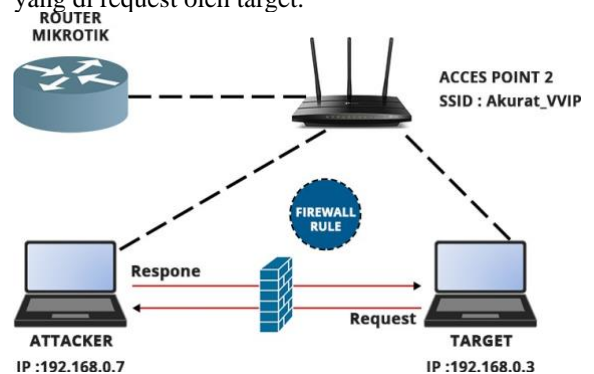 yang di request oleh target.
ROUTER
MIKROTIK
ACCES POINT 2
SSID : Akurat_VVIP
FIREWALL
RULE
Respone
Request
ATTACKER
IP :192.168.0.7
TARGET
IP :192.168.0.3